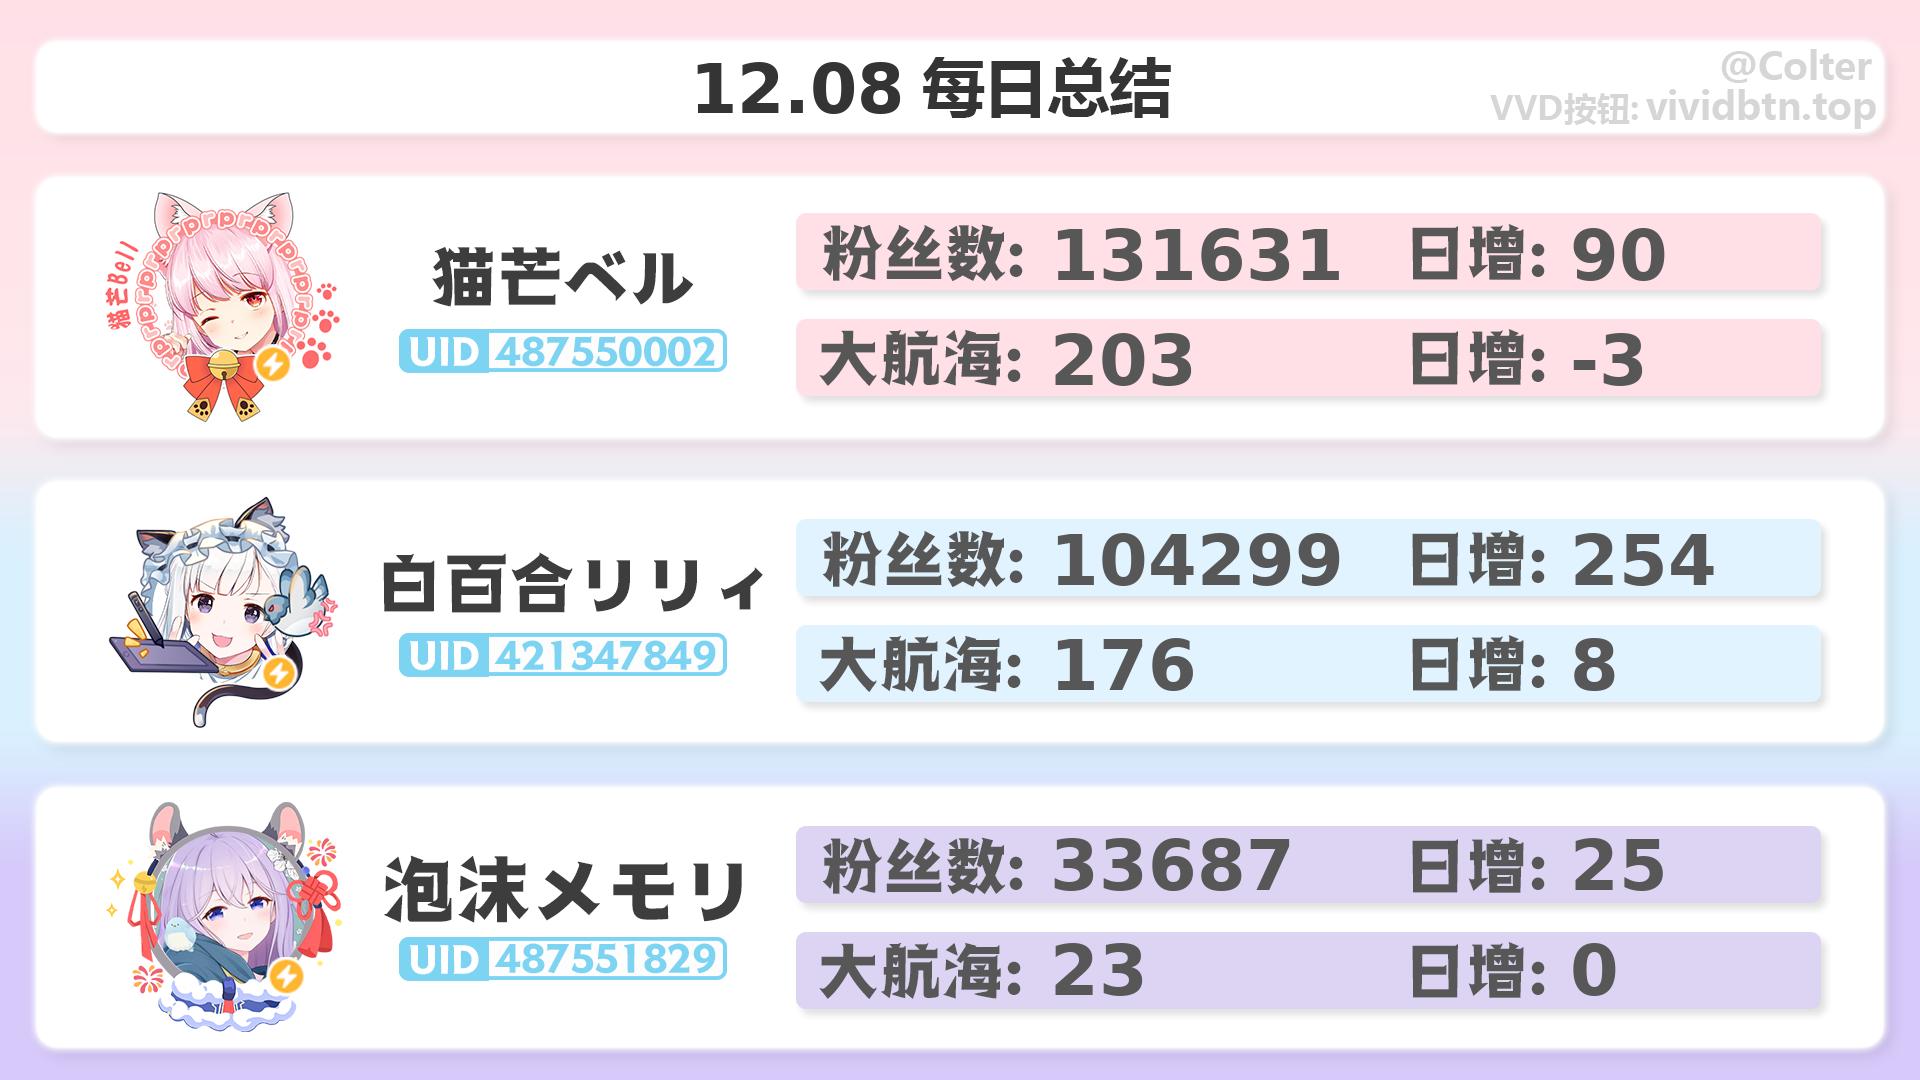 12.08 每日总结
@Colter
VVD按钮: vividbtn.top
猫芒Bell
prprprprprprprpr
猫芒ベル
UID 487550002
粉丝数: 131631 日增: 90
大航海: 203 日增: -3
白百合リリィ
UID 421347849
粉丝数: 104299 日增: 254
大航海: 176 日增: 8
泡沫メモリ
UID 487551829
粉丝数: 33687 日增: 25
大航海: 23 日增: 0